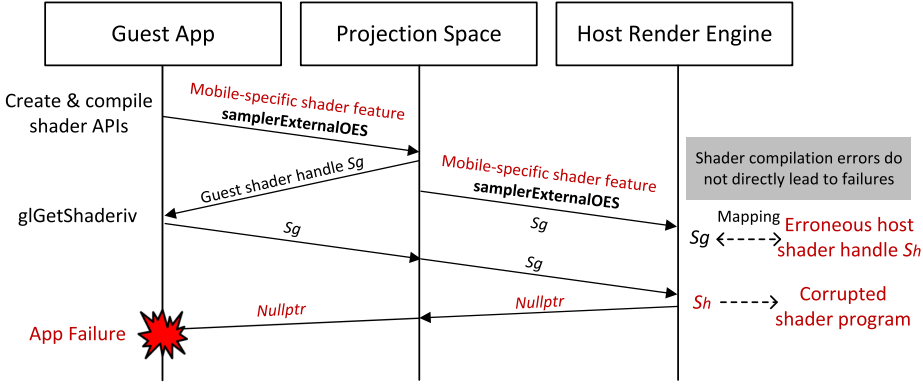 Guest App
Projection Space
Host Render Engine
Create & compile
shader APIs
Mobile-specific shader feature
samplerExternalOES
Guest shader handle Sg
Mobile-specific shader feature
samplerExternalOES
Shader compilation errors do
not directly lead to failures
glGetShaderiv
Sg
Sg
Sg
Mapping
Erroneous host
shader handle Sh
Sg
Nullptr
Nullptr
Sh
Corrupted
shader program
App Failure